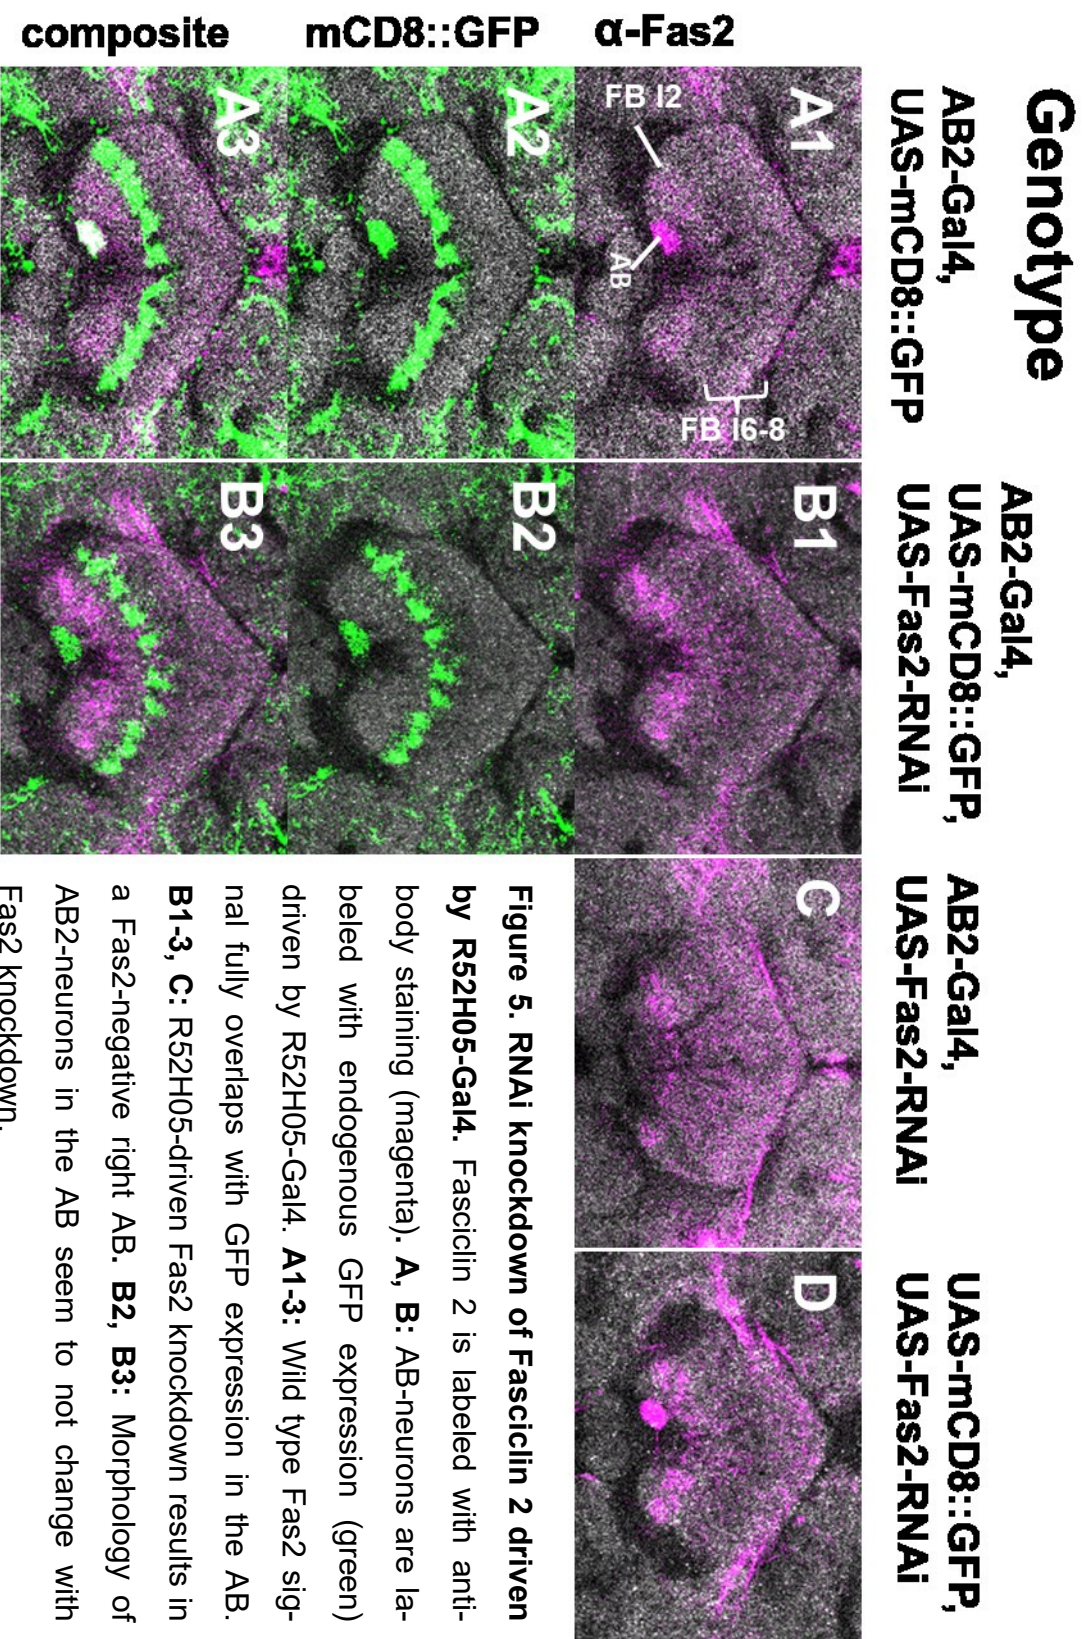 Genotype
AB2-Gal4,
UAS-mCD8::GFP
AB2-Gal4,
UAS-mCD8::GFP,
UAS-Fas2-RNAi
AB2-Gal4,
UAS-Fas2-RNAi
UAS-mCD8::GFP,
UAS-Fas2-RNAi
α-Fas2
A1
FB l2
AB
FB l6-8
B1
C
D
mCD8::GFP
A2
B2
composite
A3
B3
Figure 5. RNAi knockdown of Fasciclin 2 driven
by R52H05-Gal4. Fasciclin 2 is labeled with anti-
body staining (magenta). A, B: AB-neurons are la-
beled with endogenous GFP expression (green)
driven by R52H05-Gal4. A1-3: Wild type Fas2 sig-
nal fully overlaps with GFP expression in the AB.
B1-3, C: R52H05-driven Fas2 knockdown results in
a Fas2-negative right AB. B2, B3: Morphology of
AB2-neurons in the AB seem to not change with
Fas2 knockdown.